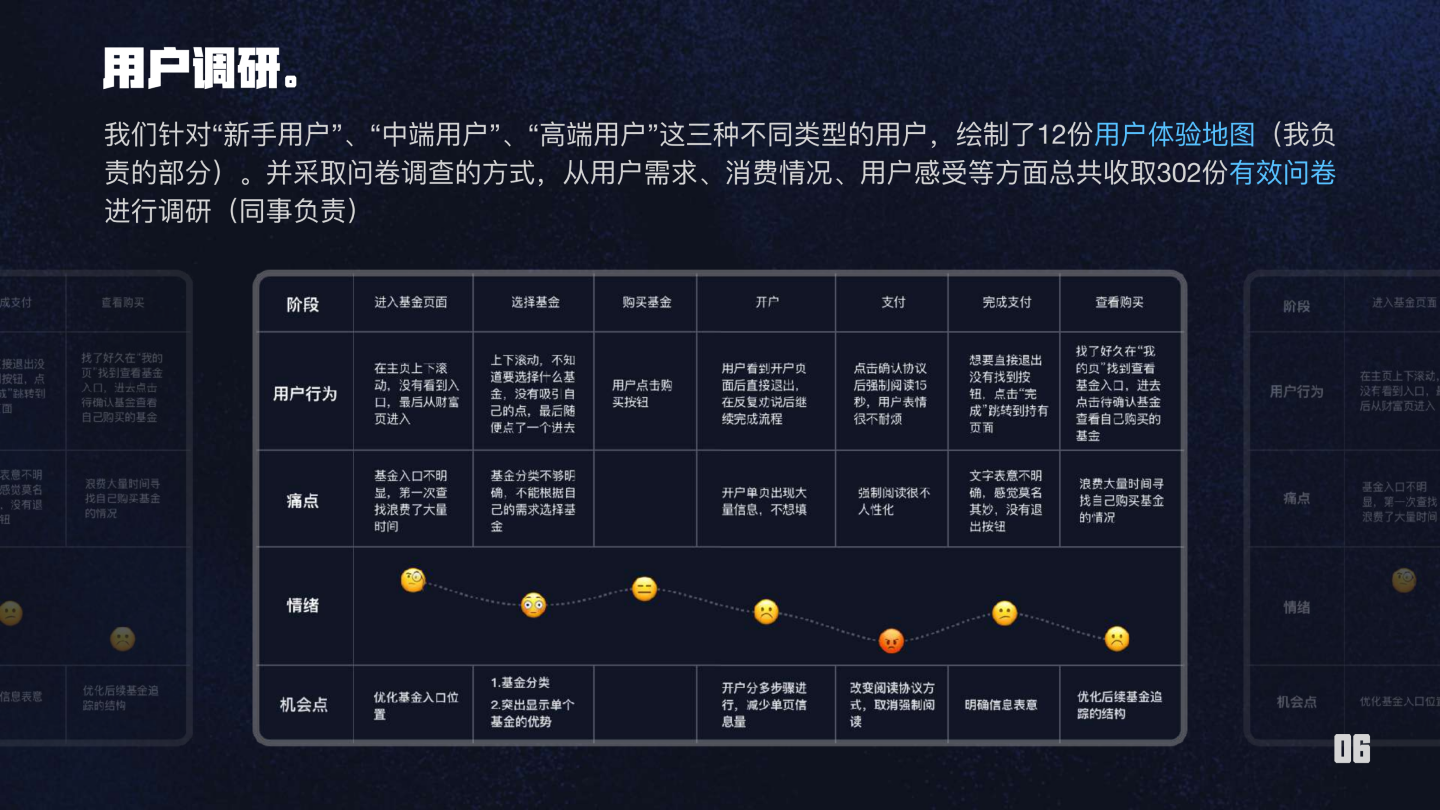 用户调研。
我们针对“新手用户”、“中端用户”、“高端用户”这三种不同类型的用户，绘制了12份用户体验地图（我负
责的部分）。并采取问卷调查的方式，从用户需求、消费情况、用户感受等方面总共收取302份有效问卷
进行调研（同事负责）
成支付
查看购买
接退出没
按钮，点
成”跳转到
页面
找了好久在“我的
页”找到查看基金
入口，进去点击
待确认基金查看
自己购买的基金
表意不明
感觉莫名
，没有退
钮
浪费大量时间寻
找自己购买基金
的情况
信息表意
优化后续基金追
踪的结构
阶段
进入基金页面
选择基金
购买基金
开户
支付
完成支付
查看购买
用户行为
在主页上下滚
动，没有看到入
口，最后从财富
页进入
上下滚动，不知
道要选择什么基
金，没有吸引自
己的点，最后随
便点了一个进去
用户点击购
买按钮
用户看到开户页
面后直接退出，
在反复劝说后继
续完成流程
点击确认协议
后强制阅读15
秒，用户表情
很不耐烦
想要直接退出
没有找到按
钮，点击“完
成”跳转到持有
页面
找了好久在“我
的页”找到查看
基金入口，进去
点击待确认基金
查看自己购买的
基金
痛点
基金入口不明
显，第一次查
找浪费了大量
时间
基金分类不够明
确，不能根据自
己的需求选择基
金
开户单页出现大
量信息，不想填
强制阅读很不
人性化
文字表意不明
确，感觉莫名
其妙，没有退
出按钮
浪费大量时间寻
找自己购买基金
的情况
情绪
机会点
优化基金入口位
置
1.基金分类
2.突出显示单个
基金的优势
开户分多步骤进
行，减少单页信
息量
改变阅读协议方
式，取消强制阅
读
明确信息表意
优化后续基金追
踪的结构
阶段
进入基金页面
用户行为
在主页上下滚动，
没有看到入口，最
后从财富页进入
痛点
基金入口不明
显，第一次查找
浪费了大量时间
情绪
机会点
优化基金入口位置
06